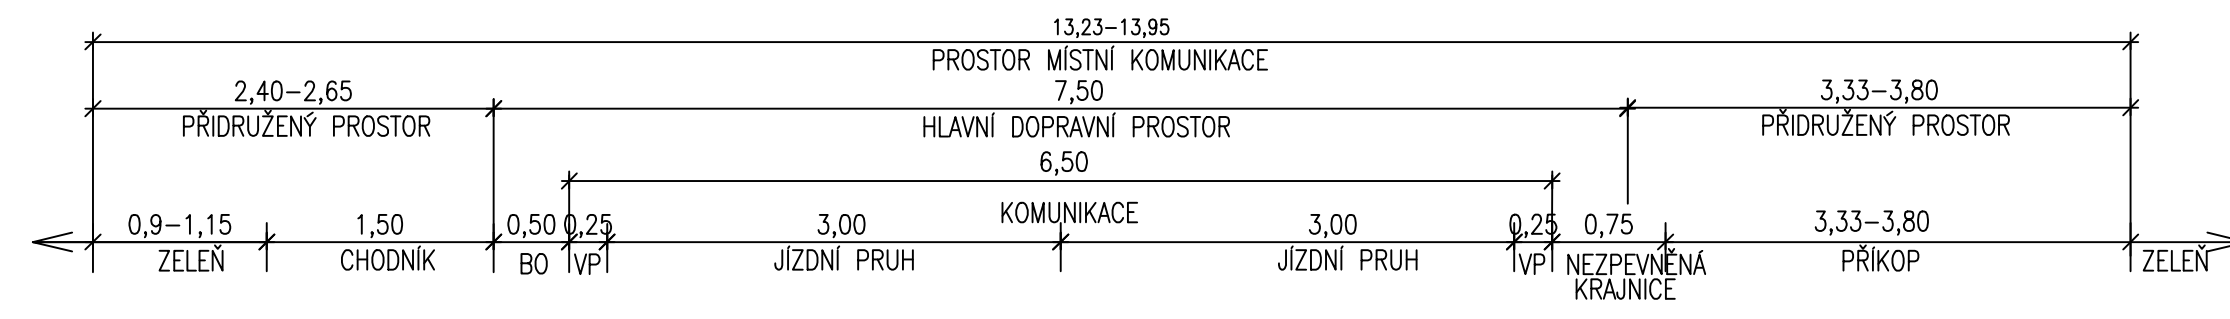 13,23-13,95
PROSTOR MÍSTNÍ KOMUNIKACE
2,40-2,65 7,50 3,33-3,80
PŘIDRUŽENÝ PROSTOR HLAVNÍ DOPRAVNÍ PROSTOR PŘIDRUŽENÝ PROSTOR
6,50
KOMUNIKACE
0,9-1,15 1,50 0,50 0,25 3,00 3,00 0,25 0,75 3,33-3,80
ZELEŇ CHODNÍK BO VP JÍZDNÍ PRUH JÍZDNÍ PRUH VP NEZPEVNĚNÁ PŘÍKOP ZELEŇ
KRAJNICE